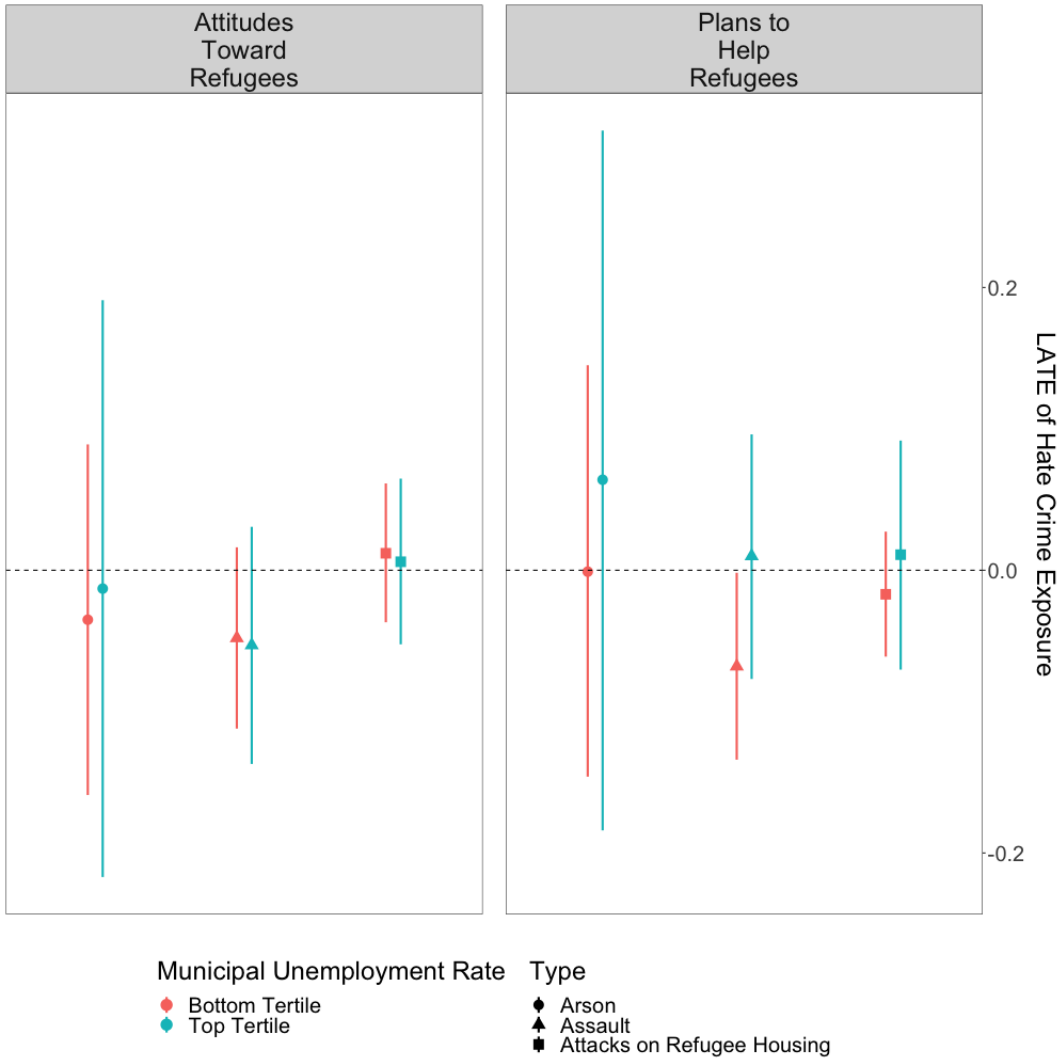 Attitudes
Toward
Refugees
Plans to
Help
Refugees
0.2
0.0
-0.2
LATE of Hate Crime Exposure
Municipal Unemployment Rate
Bottom Tertile
Top Tertile
Type
Arson
Assault
Attacks on Refugee Housing